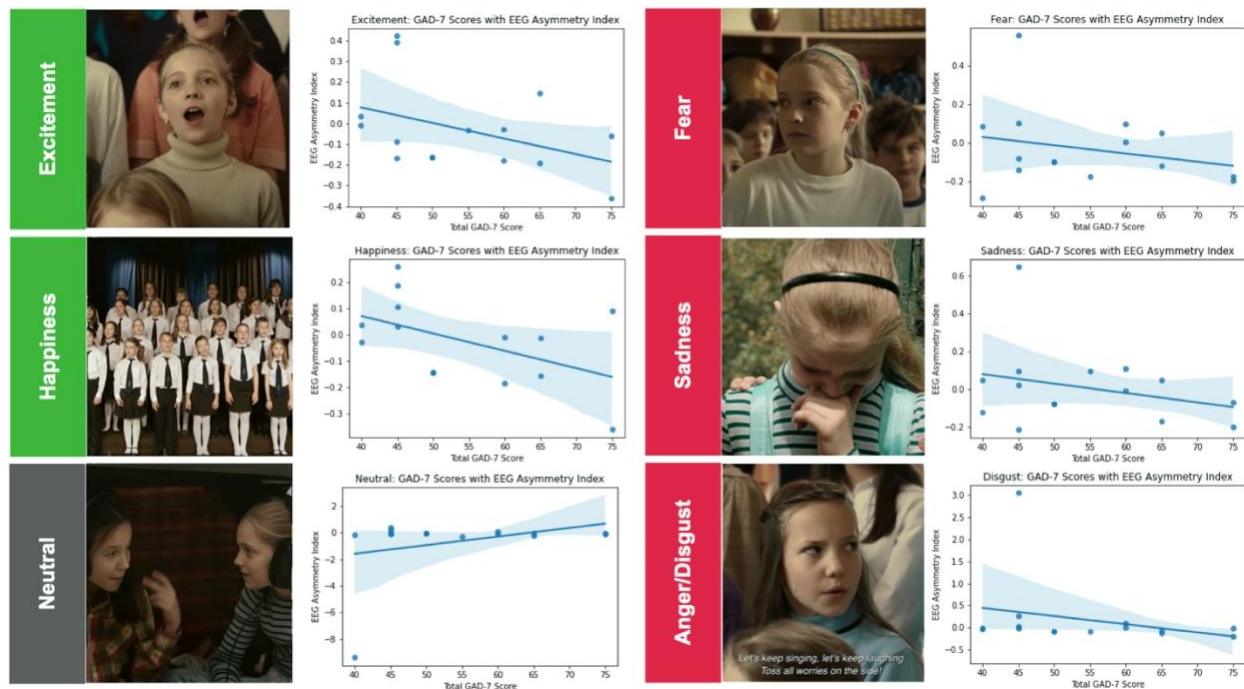 Excitement
Excitement: GAD-7 Scores with EEG Asymmetry Index
EEG Asymmetry Index
0.4
0.3
0.2
0.1
0.0
−0.1
−0.2
−0.3
−0.4
40 45 50 55 60 65 70 75
Total GAD-7 Score
Fear
Fear: GAD-7 Scores with EEG Asymmetry Index
EEG Asymmetry Index
0.4
0.2
0.0
−0.2
40 45 50 55 60 65 70 75
Total GAD-7 Score
Happiness
Happiness: GAD-7 Scores with EEG Asymmetry Index
EEG Asymmetry Index
0.2
0.1
0.0
−0.1
−0.2
−0.3
40 45 50 55 60 65 70 75
Total GAD-7 Score
Sadness
Sadness: GAD-7 Scores with EEG Asymmetry Index
EEG Asymmetry Index
0.6
0.4
0.2
0.0
−0.2
40 45 50 55 60 65 70 75
Total GAD-7 Score
Neutral
Neutral: GAD-7 Scores with EEG Asymmetry Index
EEG Asymmetry Index
2
0
−2
−4
−6
−8
40 45 50 55 60 65 70 75
Total GAD-7 Score
Anger/Disgust
Let's keep singing, let's keep laughing
Toss all worries on the side!
Disgust: GAD-7 Scores with EEG Asymmetry Index
EEG Asymmetry Index
3.0
2.5
2.0
1.5
1.0
0.5
0.0
−0.5
40 45 50 55 60 65 70 75
Total GAD-7 Score